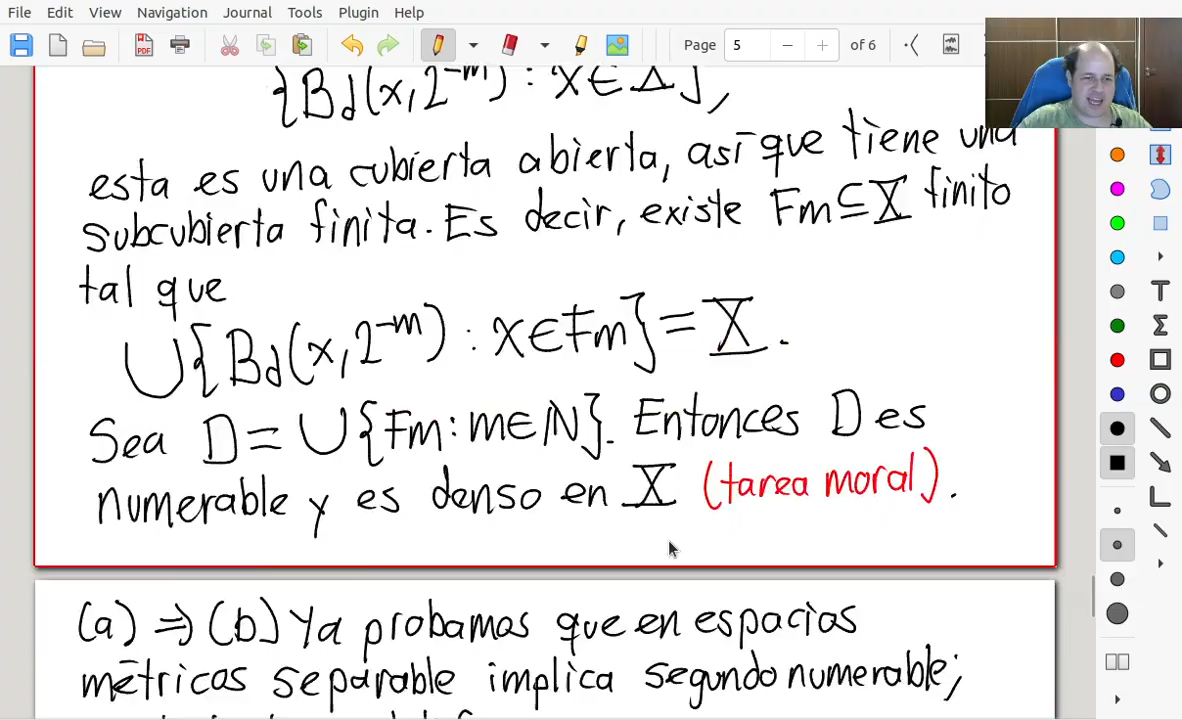 File Edit View Navigation Journal Tools Plugin Help
Page 5 of 6
{Bd(x,2^-m) : x∈X},
esta es una cubierta abierta, así que tiene una
subcubierta finita. Es decir, existe Fm⊆X finito
tal que
∪{Bd(x,2^-m) : x∈Fm} = X.
Sea D=∪{Fm:m∈ℕ}. Entonces D es
numerable y es denso en X (tarea moral).
(a) ⇒ (b) Ya probamos que en espacios
métricos separable implica segundo numerable;